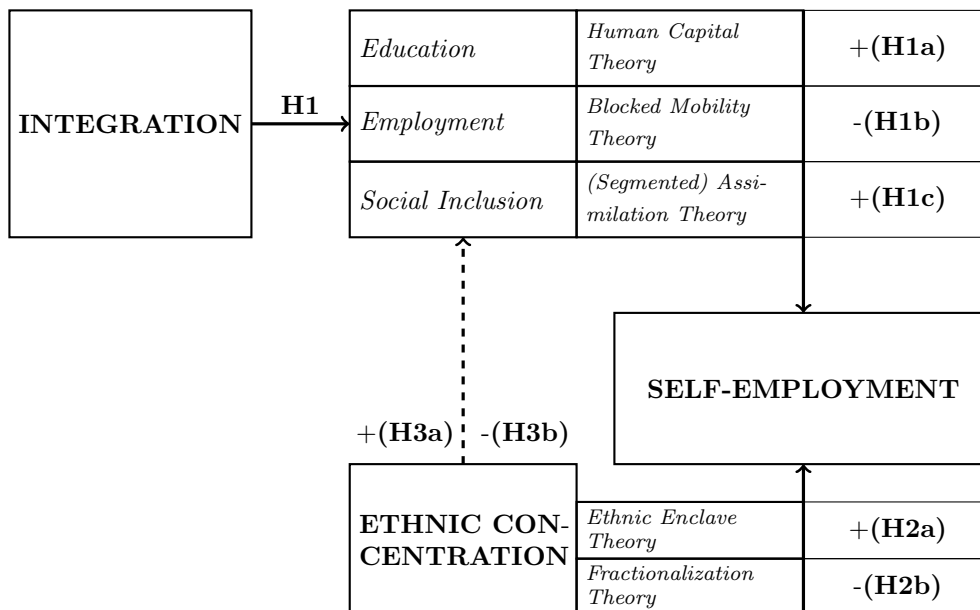 INTEGRATION
H1
Education
Human Capital
Theory
+(H1a)
Employment
Blocked Mobility
Theory
-(H1b)
Social Inclusion
(Segmented) Assi-
milation Theory
+(H1c)
SELF-EMPLOYMENT
+(H3a) -(H3b)
ETHNIC CON-
CENTRATION
Ethnic Enclave
Theory
+(H2a)
Fractionalization
Theory
-(H2b)